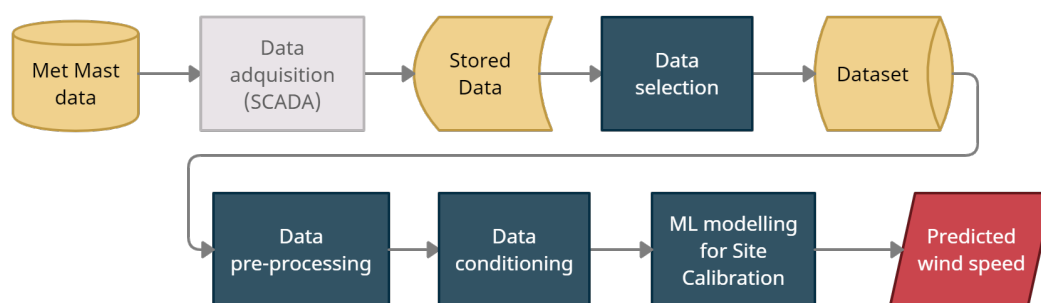 Met Mast
data
Data
adquisition
(SCADA)
Stored
Data
Data
selection
Dataset
Data
pre-processing
Data
conditioning
ML modelling
for Site
Calibration
Predicted
wind speed